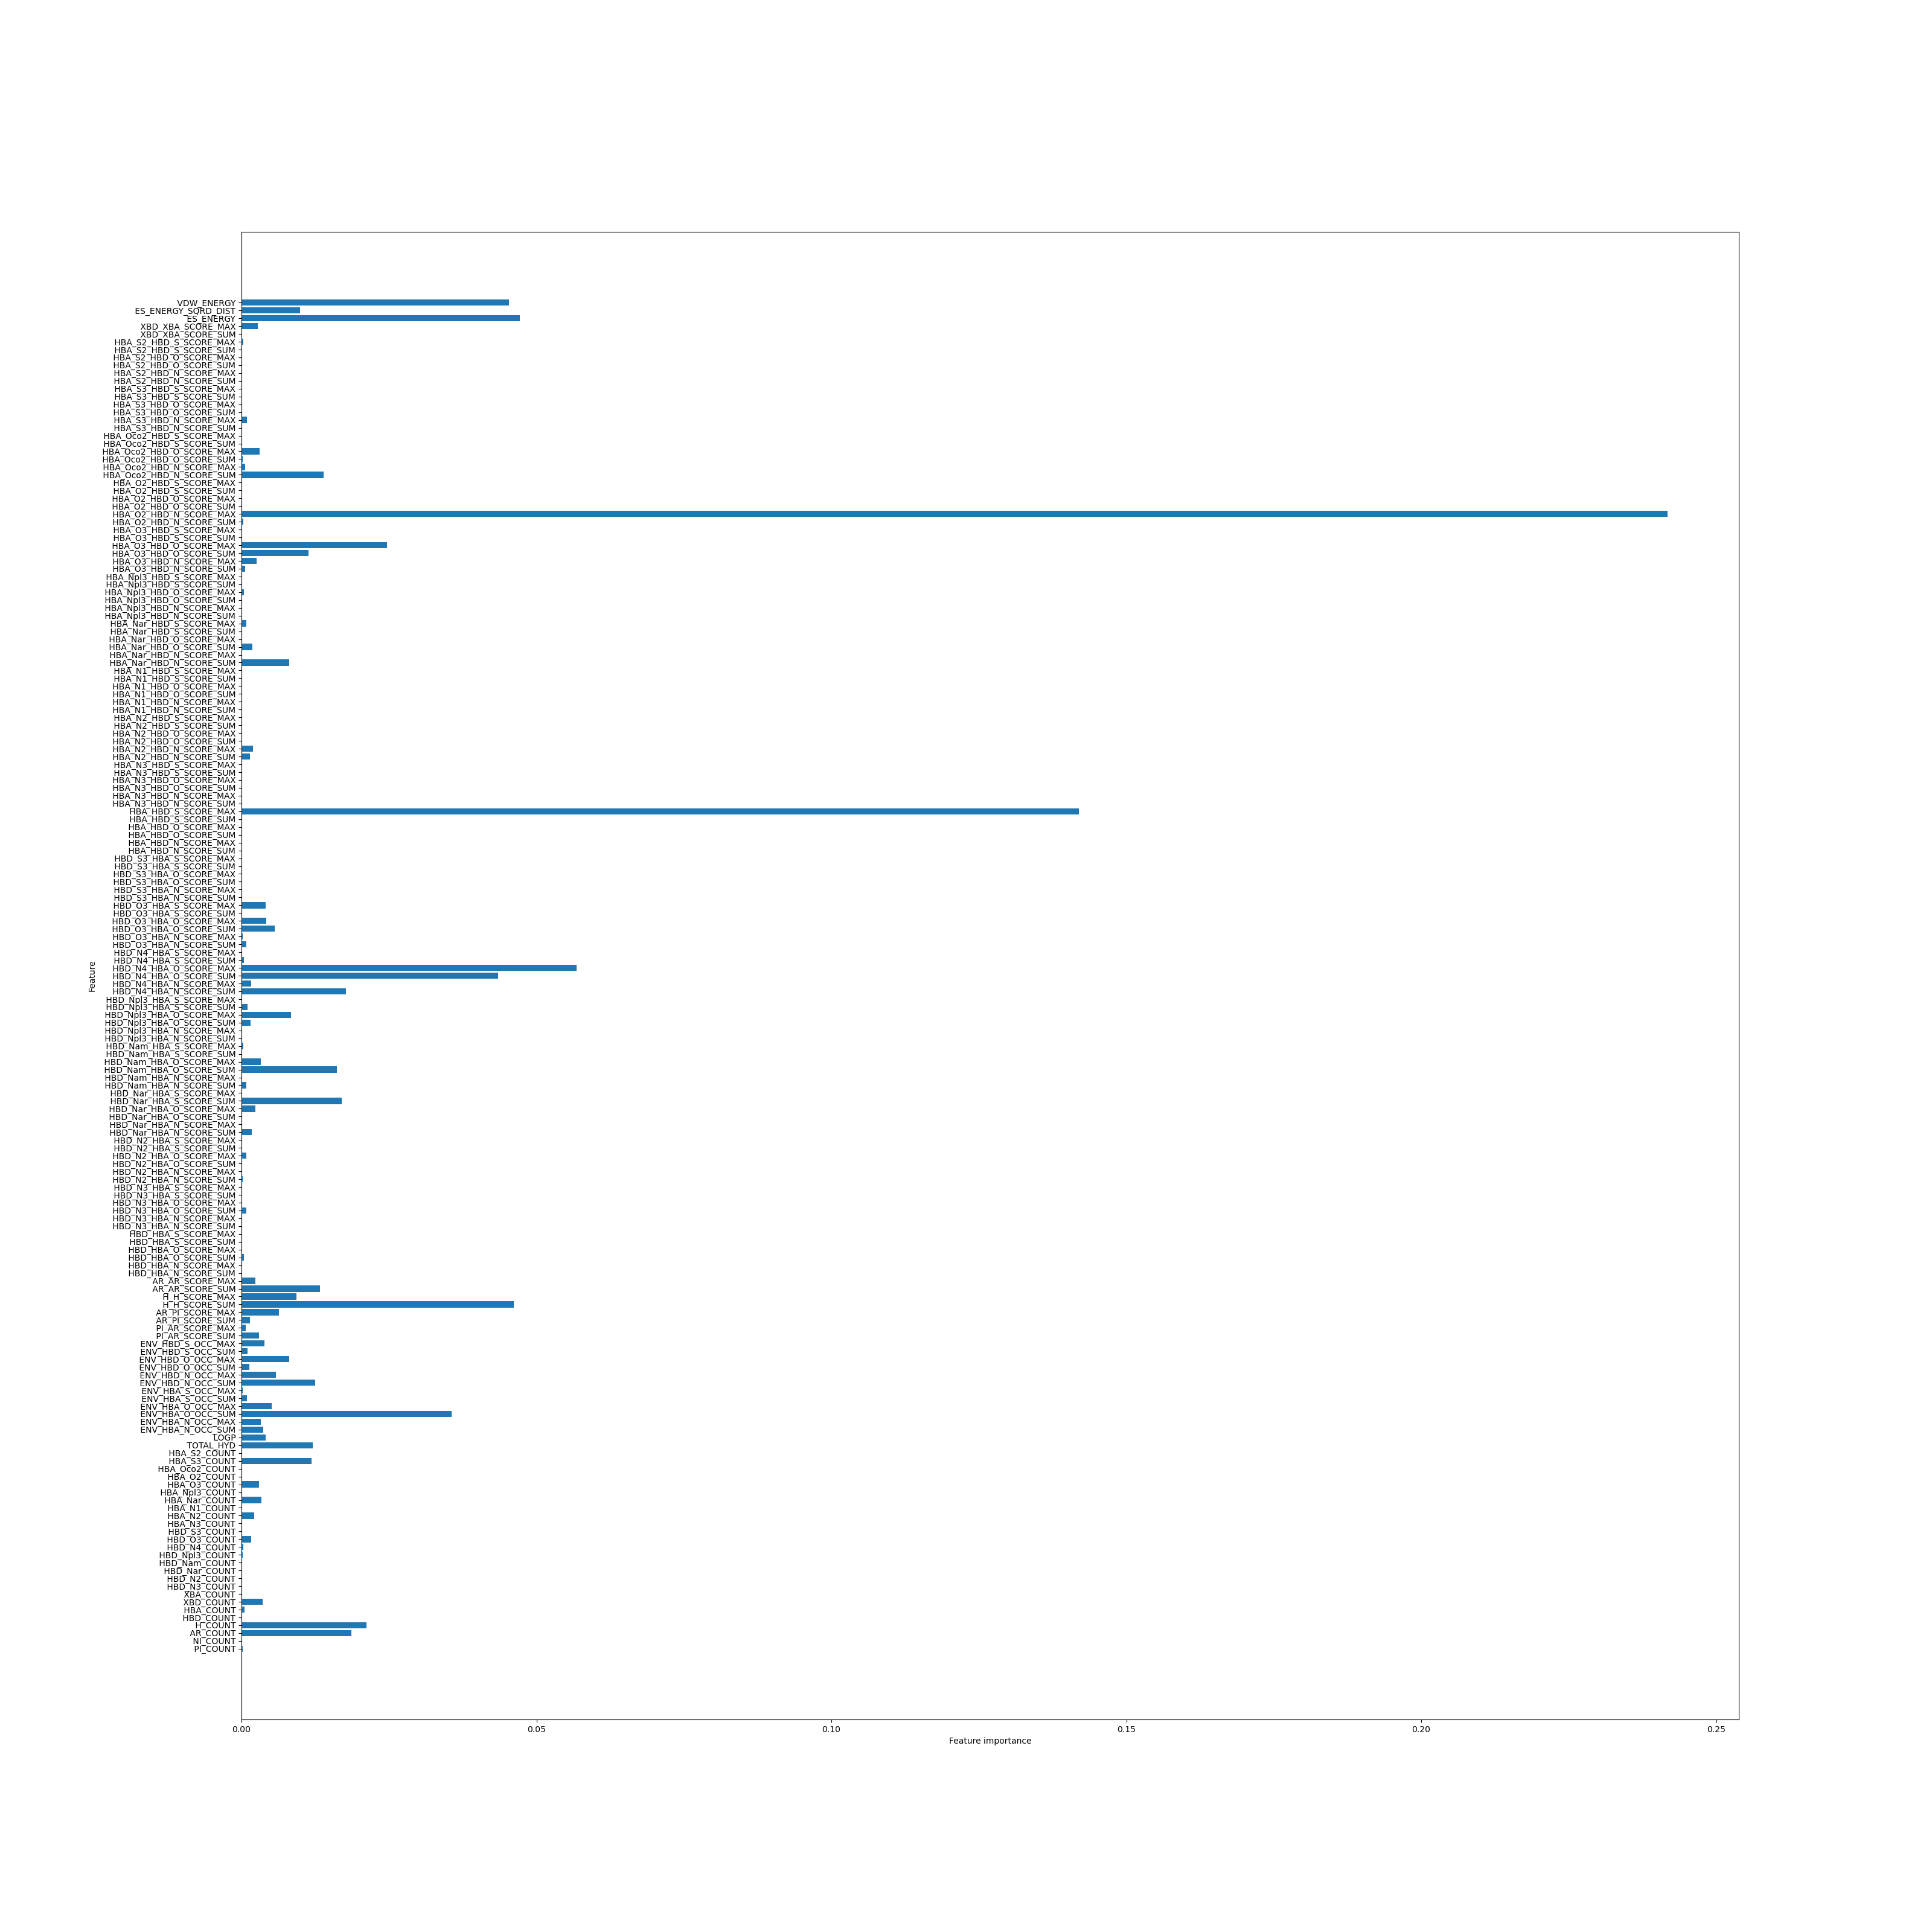 VDW_ENERGY
ES_ENERGY_SQRD_DIST
ES_ENERGY
XBD_XBA_SCORE_MAX
XBD_XBA_SCORE_SUM
HBA_S2_HBD_S_SCORE_MAX
HBA_S2_HBD_S_SCORE_SUM
HBA_S2_HBD_O_SCORE_MAX
HBA_S2_HBD_O_SCORE_SUM
HBA_S2_HBD_N_SCORE_MAX
HBA_S2_HBD_N_SCORE_SUM
HBA_S3_HBD_S_SCORE_MAX
HBA_S3_HBD_S_SCORE_SUM
HBA_S3_HBD_O_SCORE_MAX
HBA_S3_HBD_O_SCORE_SUM
HBA_S3_HBD_N_SCORE_MAX
HBA_S3_HBD_N_SCORE_SUM
HBA_Oco2_HBD_S_SCORE_MAX
HBA_Oco2_HBD_S_SCORE_SUM
HBA_Oco2_HBD_O_SCORE_MAX
HBA_Oco2_HBD_O_SCORE_SUM
HBA_Oco2_HBD_N_SCORE_MAX
HBA_Oco2_HBD_N_SCORE_SUM
HBA_O2_HBD_S_SCORE_MAX
HBA_O2_HBD_S_SCORE_SUM
HBA_O2_HBD_O_SCORE_MAX
HBA_O2_HBD_O_SCORE_SUM
HBA_O2_HBD_N_SCORE_MAX
HBA_O2_HBD_N_SCORE_SUM
HBA_O3_HBD_S_SCORE_MAX
HBA_O3_HBD_S_SCORE_SUM
HBA_O3_HBD_O_SCORE_MAX
HBA_O3_HBD_O_SCORE_SUM
HBA_O3_HBD_N_SCORE_MAX
HBA_O3_HBD_N_SCORE_SUM
HBA_Npl3_HBD_S_SCORE_MAX
HBA_Npl3_HBD_S_SCORE_SUM
HBA_Npl3_HBD_O_SCORE_MAX
HBA_Npl3_HBD_O_SCORE_SUM
HBA_Npl3_HBD_N_SCORE_MAX
HBA_Npl3_HBD_N_SCORE_SUM
HBA_Nar_HBD_S_SCORE_MAX
HBA_Nar_HBD_S_SCORE_SUM
HBA_Nar_HBD_O_SCORE_MAX
HBA_Nar_HBD_O_SCORE_SUM
HBA_Nar_HBD_N_SCORE_MAX
HBA_Nar_HBD_N_SCORE_SUM
HBA_N1_HBD_S_SCORE_MAX
HBA_N1_HBD_S_SCORE_SUM
HBA_N1_HBD_O_SCORE_MAX
HBA_N1_HBD_O_SCORE_SUM
HBA_N1_HBD_N_SCORE_MAX
HBA_N1_HBD_N_SCORE_SUM
HBA_N2_HBD_S_SCORE_MAX
HBA_N2_HBD_S_SCORE_SUM
HBA_N2_HBD_O_SCORE_MAX
HBA_N2_HBD_O_SCORE_SUM
HBA_N2_HBD_N_SCORE_MAX
HBA_N2_HBD_N_SCORE_SUM
HBA_N3_HBD_S_SCORE_MAX
HBA_N3_HBD_S_SCORE_SUM
HBA_N3_HBD_O_SCORE_MAX
HBA_N3_HBD_O_SCORE_SUM
HBA_N3_HBD_N_SCORE_MAX
HBA_N3_HBD_N_SCORE_SUM
HBA_HBD_S_SCORE_MAX
HBA_HBD_S_SCORE_SUM
HBA_HBD_O_SCORE_MAX
HBA_HBD_O_SCORE_SUM
HBA_HBD_N_SCORE_MAX
HBA_HBD_N_SCORE_SUM
HBD_S3_HBA_S_SCORE_MAX
HBD_S3_HBA_S_SCORE_SUM
HBD_S3_HBA_O_SCORE_MAX
HBD_S3_HBA_O_SCORE_SUM
HBD_S3_HBA_N_SCORE_MAX
HBD_S3_HBA_N_SCORE_SUM
HBD_O3_HBA_S_SCORE_MAX
HBD_O3_HBA_S_SCORE_SUM
HBD_O3_HBA_O_SCORE_MAX
HBD_O3_HBA_O_SCORE_SUM
HBD_O3_HBA_N_SCORE_MAX
HBD_O3_HBA_N_SCORE_SUM
HBD_N4_HBA_S_SCORE_MAX
HBD_N4_HBA_S_SCORE_SUM
HBD_N4_HBA_O_SCORE_MAX
HBD_N4_HBA_O_SCORE_SUM
HBD_N4_HBA_N_SCORE_MAX
HBD_N4_HBA_N_SCORE_SUM
HBD_Npl3_HBA_S_SCORE_MAX
HBD_Npl3_HBA_S_SCORE_SUM
HBD_Npl3_HBA_O_SCORE_MAX
HBD_Npl3_HBA_O_SCORE_SUM
HBD_Npl3_HBA_N_SCORE_MAX
HBD_Npl3_HBA_N_SCORE_SUM
HBD_Nam_HBA_S_SCORE_MAX
HBD_Nam_HBA_S_SCORE_SUM
HBD_Nam_HBA_O_SCORE_MAX
HBD_Nam_HBA_O_SCORE_SUM
HBD_Nam_HBA_N_SCORE_MAX
HBD_Nam_HBA_N_SCORE_SUM
HBD_Nar_HBA_S_SCORE_MAX
HBD_Nar_HBA_S_SCORE_SUM
HBD_Nar_HBA_O_SCORE_MAX
HBD_Nar_HBA_O_SCORE_SUM
HBD_Nar_HBA_N_SCORE_MAX
HBD_Nar_HBA_N_SCORE_SUM
HBD_N2_HBA_S_SCORE_MAX
HBD_N2_HBA_S_SCORE_SUM
HBD_N2_HBA_O_SCORE_MAX
HBD_N2_HBA_O_SCORE_SUM
HBD_N2_HBA_N_SCORE_MAX
HBD_N2_HBA_N_SCORE_SUM
HBD_N3_HBA_S_SCORE_MAX
HBD_N3_HBA_S_SCORE_SUM
HBD_N3_HBA_O_SCORE_MAX
HBD_N3_HBA_O_SCORE_SUM
HBD_N3_HBA_N_SCORE_MAX
HBD_N3_HBA_N_SCORE_SUM
HBD_HBA_S_SCORE_MAX
HBD_HBA_S_SCORE_SUM
HBD_HBA_O_SCORE_MAX
HBD_HBA_O_SCORE_SUM
HBD_HBA_N_SCORE_MAX
HBD_HBA_N_SCORE_SUM
AR_AR_SCORE_MAX
AR_AR_SCORE_SUM
H_H_SCORE_MAX
H_H_SCORE_SUM
AR_PI_SCORE_MAX
AR_PI_SCORE_SUM
PI_AR_SCORE_MAX
PI_AR_SCORE_SUM
ENV_HBD_S_OCC_MAX
ENV_HBD_S_OCC_SUM
ENV_HBD_O_OCC_MAX
ENV_HBD_O_OCC_SUM
ENV_HBD_N_OCC_MAX
ENV_HBD_N_OCC_SUM
ENV_HBA_S_OCC_MAX
ENV_HBA_S_OCC_SUM
ENV_HBA_O_OCC_MAX
ENV_HBA_O_OCC_SUM
ENV_HBA_N_OCC_MAX
ENV_HBA_N_OCC_SUM
LOGP
TOTAL_HYD
HBA_S2_COUNT
HBA_S3_COUNT
HBA_Oco2_COUNT
HBA_O2_COUNT
HBA_O3_COUNT
HBA_Npl3_COUNT
HBA_Nar_COUNT
HBA_N1_COUNT
HBA_N2_COUNT
HBA_N3_COUNT
HBD_S3_COUNT
HBD_O3_COUNT
HBD_N4_COUNT
HBD_Npl3_COUNT
HBD_Nam_COUNT
HBD_Nar_COUNT
HBD_N2_COUNT
HBD_N3_COUNT
XBA_COUNT
XBD_COUNT
HBA_COUNT
HBD_COUNT
H_COUNT
AR_COUNT
NI_COUNT
PI_COUNT
Feature
0.00 0.05 0.10 0.15 0.20 0.25
Feature importance